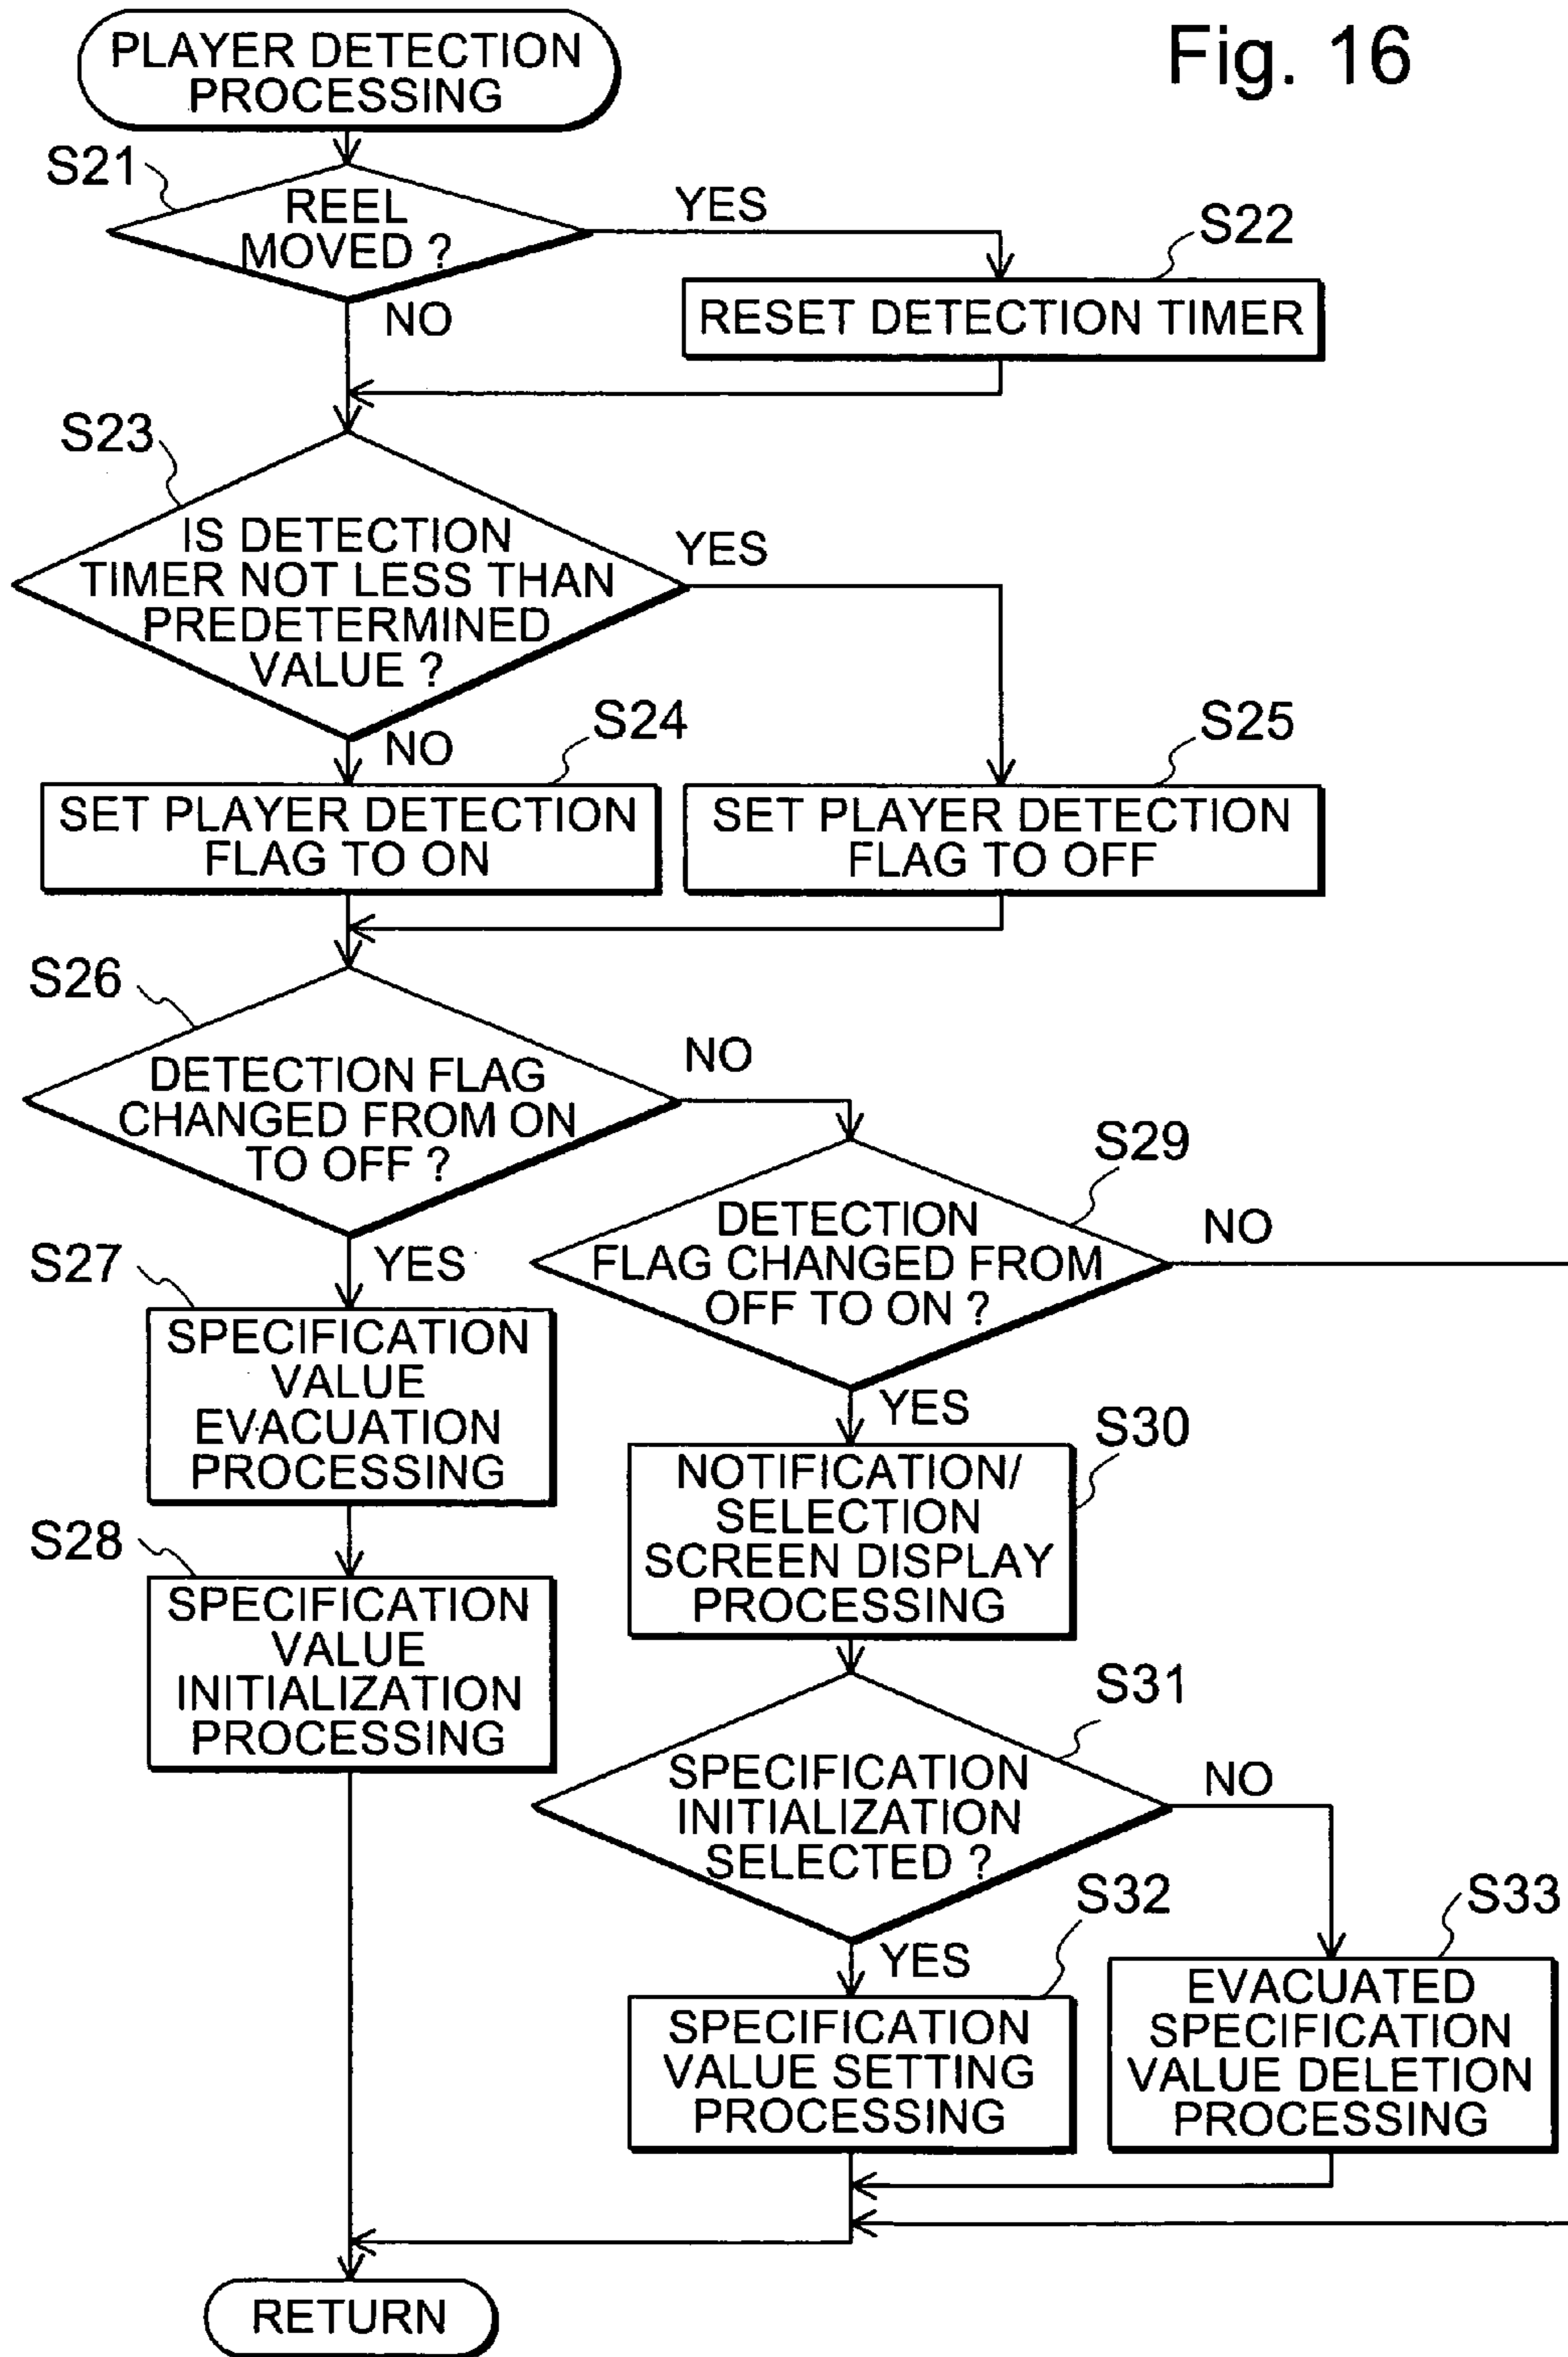 Fig. 16
PLAYER DETECTION
PROCESSING
S21
REEL
MOVED ?
YES
S22
RESET DETECTION TIMER
NO
S23
IS DETECTION
TIMER NOT LESS THAN
PREDETERMINED
VALUE ?
YES
NO
S24
SET PLAYER DETECTION
FLAG TO ON
S25
SET PLAYER DETECTION
FLAG TO OFF
S26
DETECTION FLAG
CHANGED FROM ON
TO OFF ?
NO
YES
S27
SPECIFICATION
VALUE
EVACUATION
PROCESSING
S28
SPECIFICATION
VALUE
INITIALIZATION
PROCESSING
S29
DETECTION
FLAG CHANGED FROM
OFF TO ON ?
NO
YES
S30
NOTIFICATION/
SELECTION
SCREEN DISPLAY
PROCESSING
S31
SPECIFICATION
INITIALIZATION
SELECTED ?
NO
YES
S32
SPECIFICATION
VALUE SETTING
PROCESSING
S33
EVACUATED
SPECIFICATION
VALUE DELETION
PROCESSING
RETURN